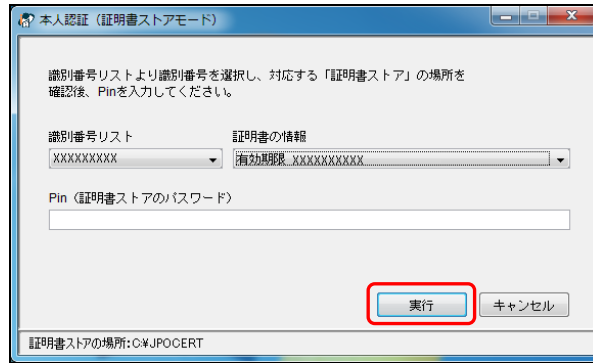 本人認証（証明書ストアモード）
識別番号リストより識別番号を選択し、対応する「証明書ストア」の場所を
確認後、Pinを入力してください。
識別番号リスト 証明書の情報
XXXXXXXXX 有効期限 XXXXXXXXXX
Pin（証明書ストアのパスワード）
実行 キャンセル
証明書ストアの場所:C:¥JPOCERT